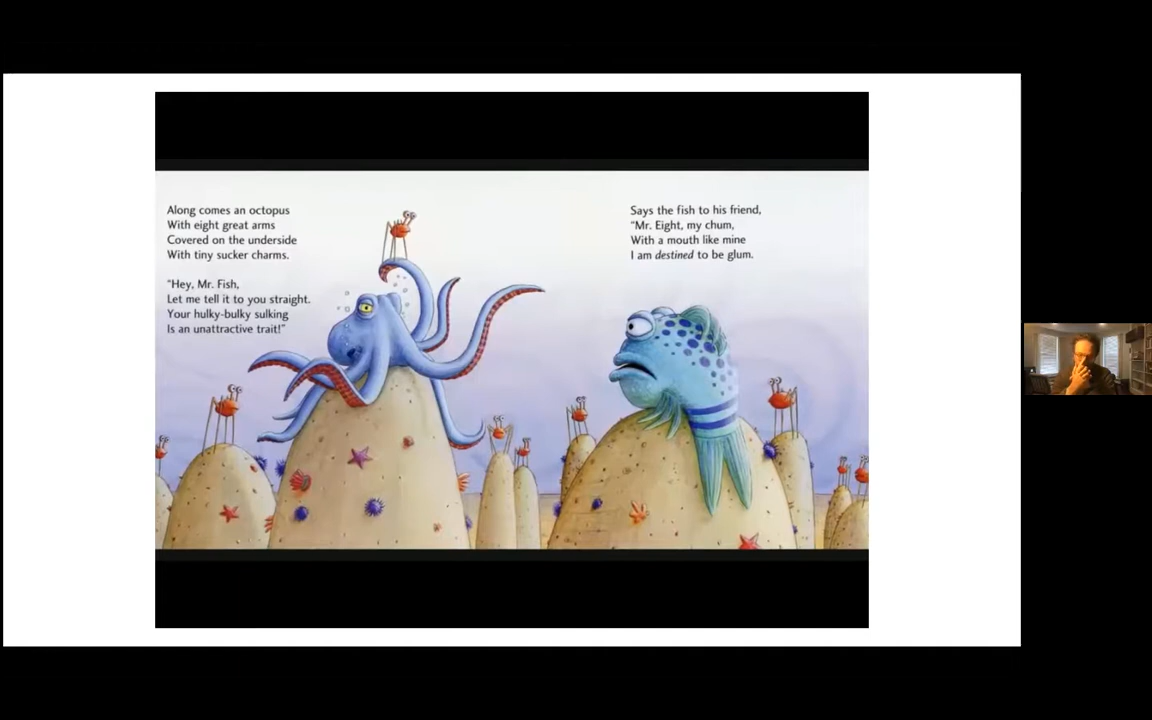 Along comes an octopus
With eight great arms
Covered on the underside
With tiny sucker charms.
"Hey, Mr. Fish,
Let me tell it to you straight.
Your hulky-bulky sulking
Is an unattractive trait!"
Says the fish to his friend,
"Mr. Eight, my chum,
With a mouth like mine
I am destined to be glum.